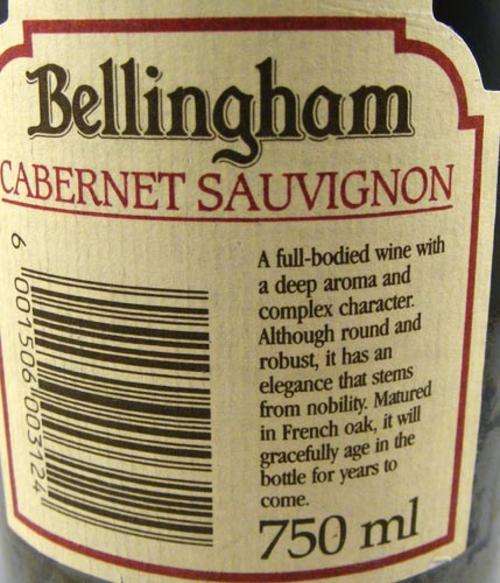 Bellingham
CABERNET SAUVIGNON
A full-bodied wine with
a deep aroma and
complex character.
Although round and
robust, it has an
elegance that stems
from nobility. Matured
in French oak, it will
gracefully age in the
bottle for years to
come.
750 ml
6 001506 003124